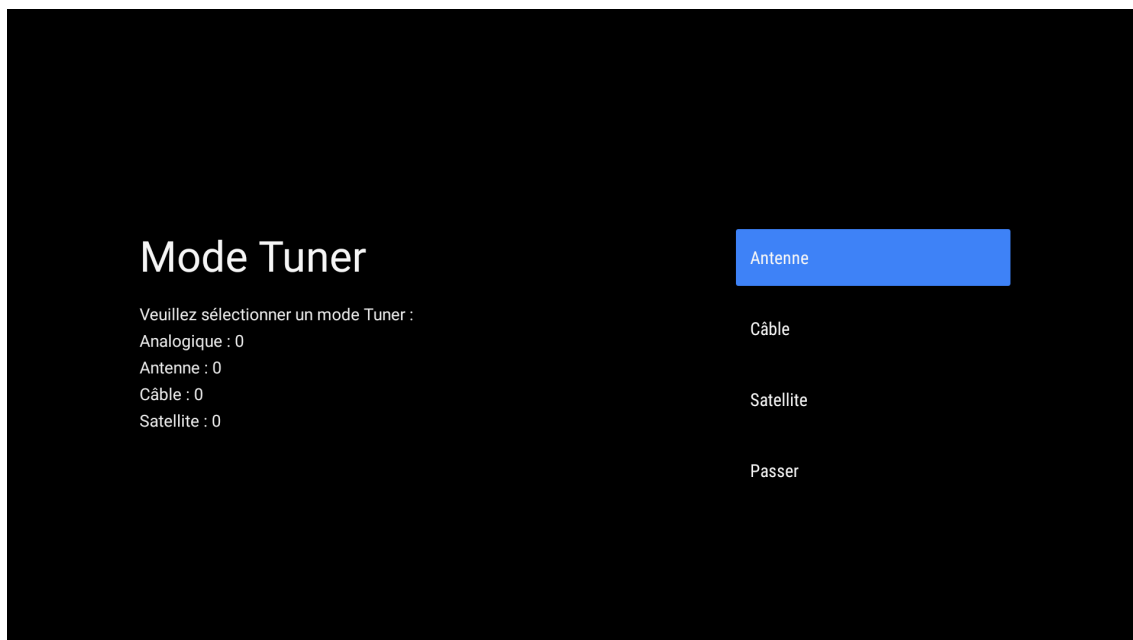 Mode Tuner
Veuillez sélectionner un mode Tuner :
Analogique : 0
Antenne : 0
Câble : 0
Satellite : 0
Antenne
Câble
Satellite
Passer